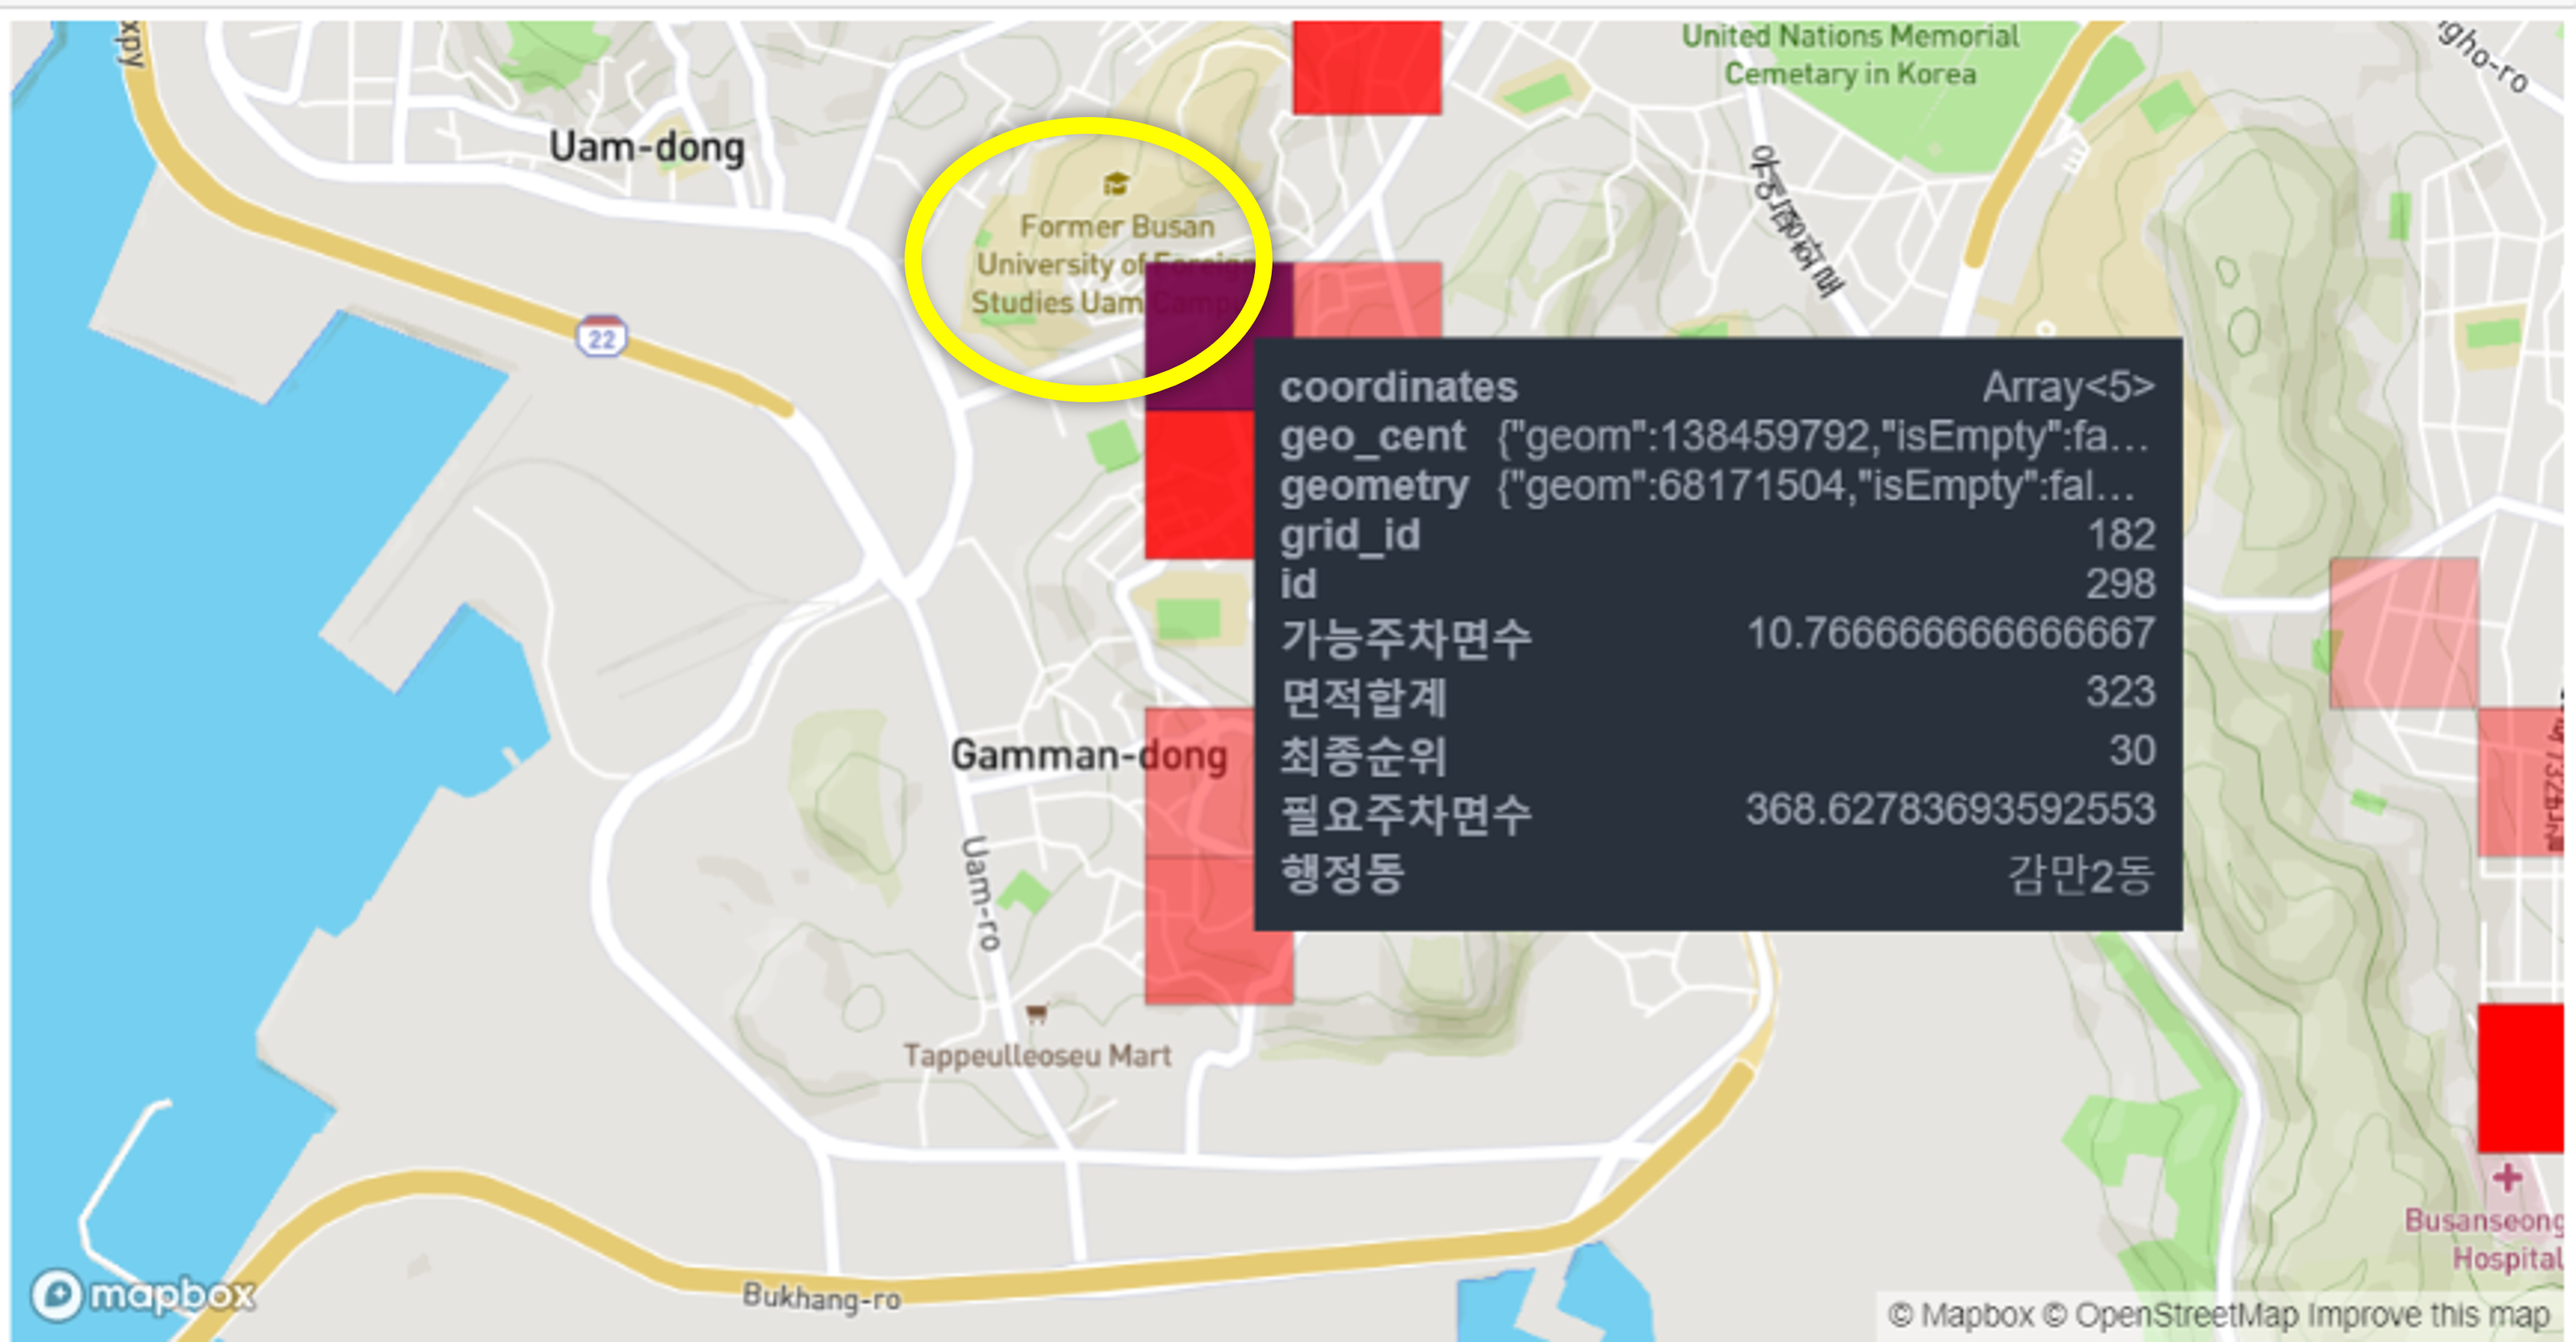 xpy
United Nations Memorial
Cemetary in Korea
gho-ro
Uam-dong
Former Busan
University of Foreign
Studies Uam Campu
22
coordinates Array<5>
geo_cent {"geom":138459792,"isEmpty":fa...
geometry {"geom":68171504,"isEmpty":fal...
grid_id 182
id 298
가능주차면수 10.766666666666667
면적합계 323
최종순위 30
필요주차면수 368.62783693592553
행정동 감만2동
Gamman-dong
Uam-ro
Tappeulleoseu Mart
Busanseong
Hospital
Bukhang-ro
mapbox
© Mapbox © OpenStreetMap Improve this map